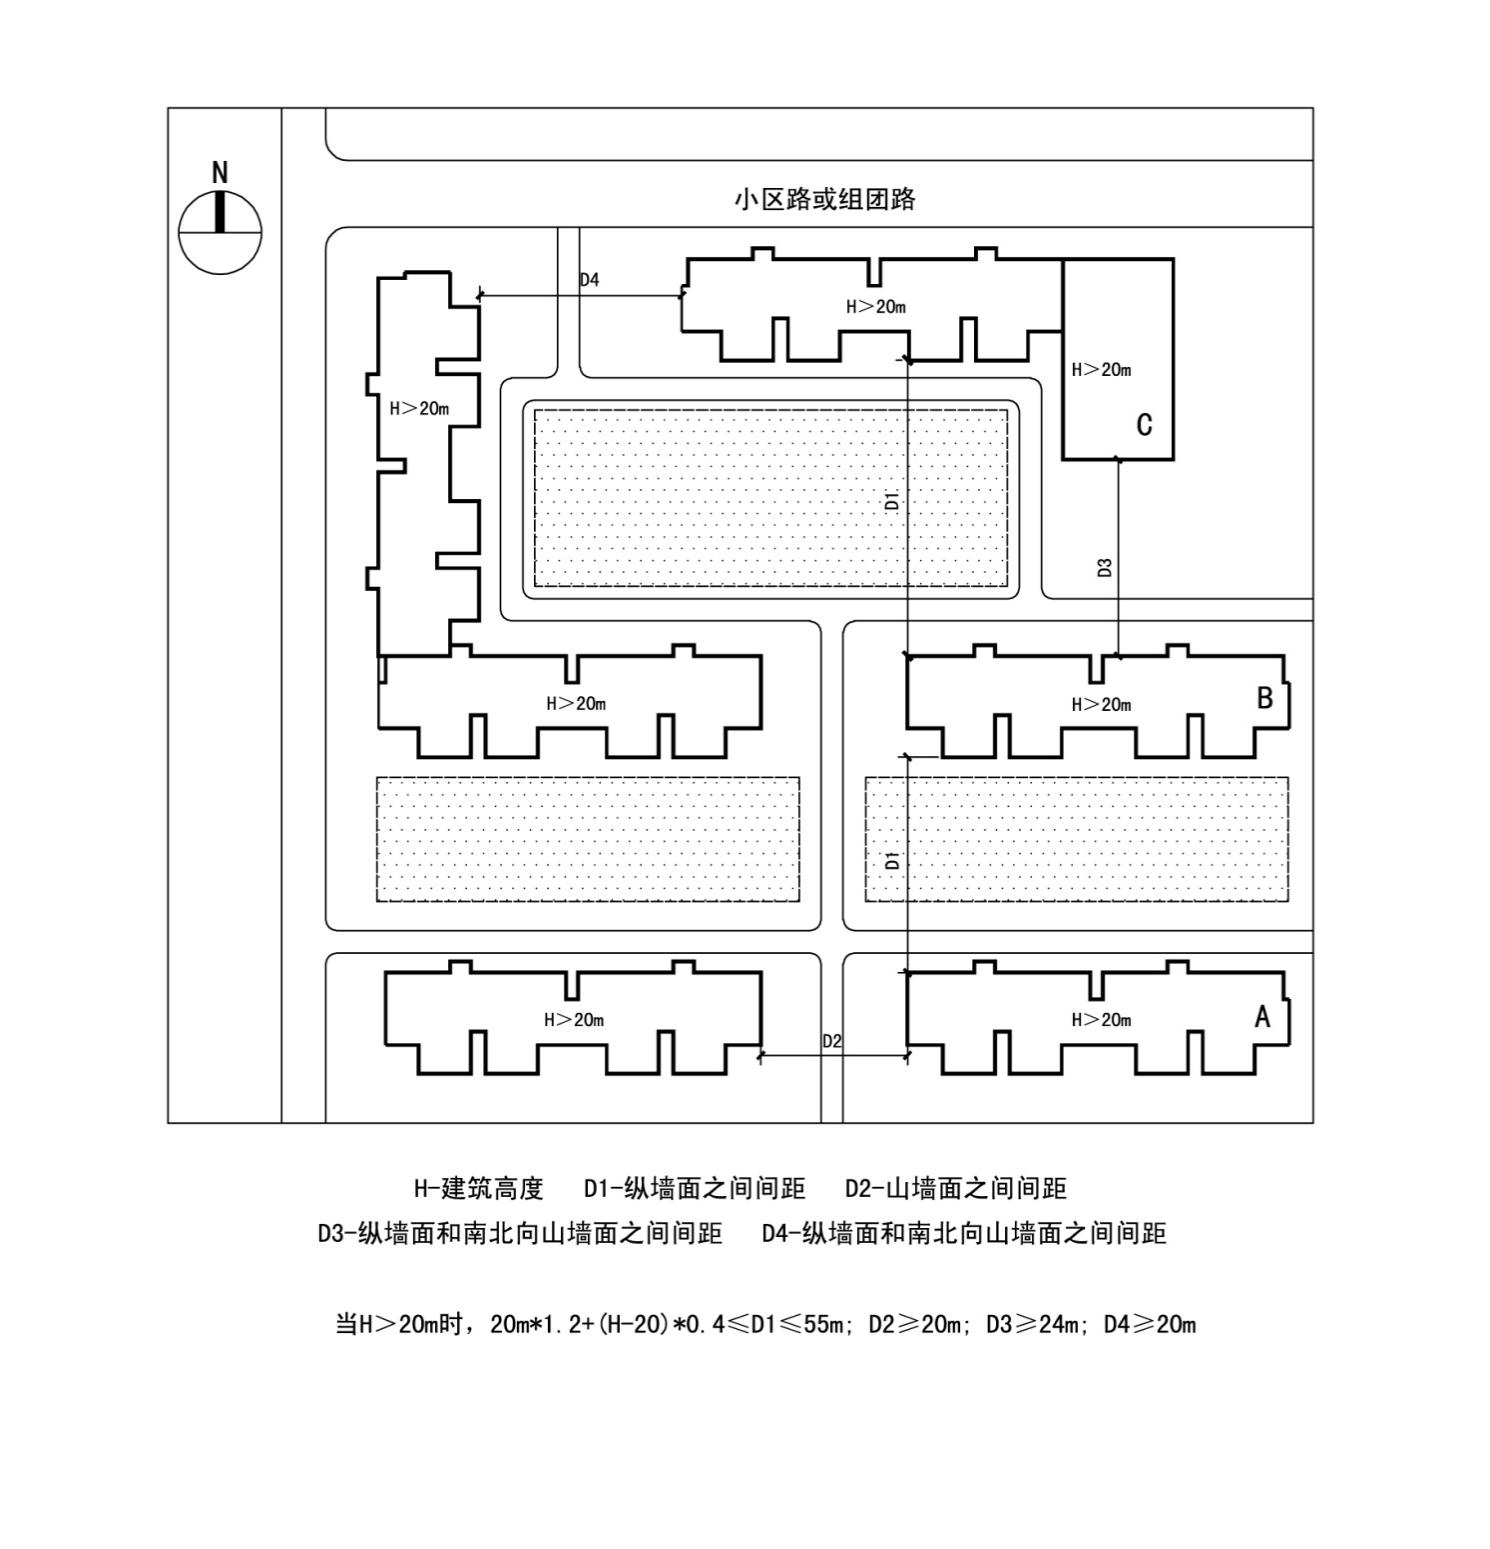 N
小区路或组团路
D4
H＞20m
H＞20m
H＞20m
C
D1
D3
H＞20m
H＞20m
B
D1
H＞20m
H＞20m
A
D2
H-建筑高度 D1-纵墙面之间间距 D2-山墙面之间间距
D3-纵墙面和南北向山墙面之间间距 D4-纵墙面和南北向山墙面之间间距
当H＞20m时，20m*1.2+(H-20)*0.4≤D1≤55m; D2≥20m; D3≥24m; D4≥20m